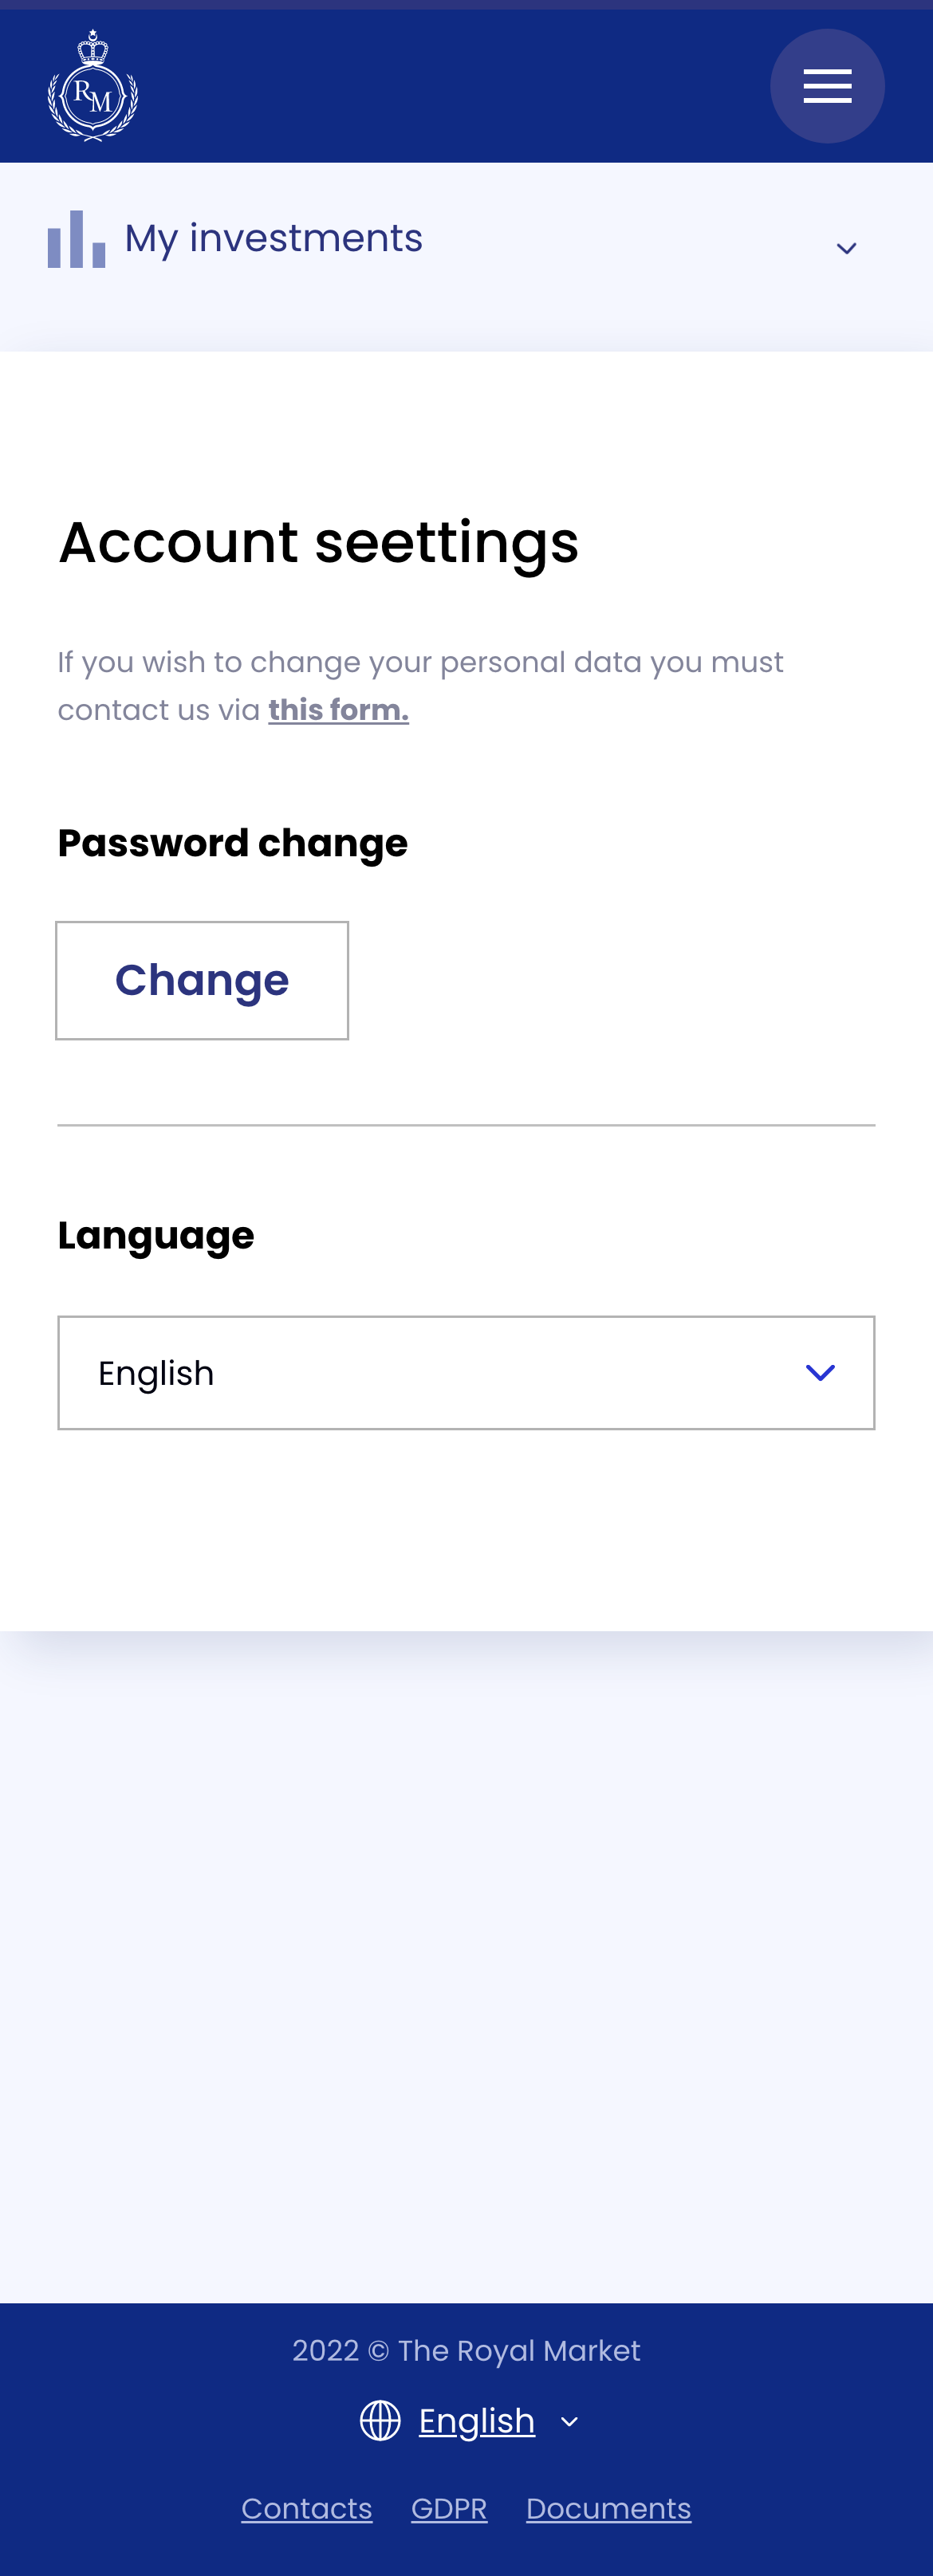 RM
My investments
Account seettings
If you wish to change your personal data you must
contact us via this form.
Password change
Change
Language
English
2022 © The Royal Market
English
Contacts GDPR Documents